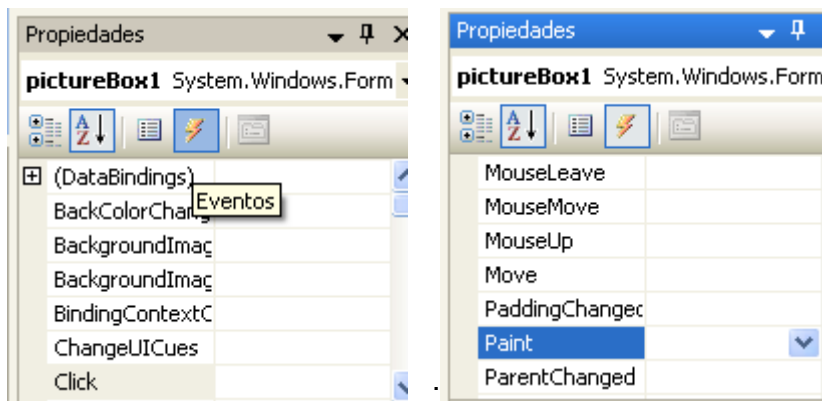 Propiedades
pictureBox1 System.Windows.Form
(DataBindings)
Eventos
BackColorChang
BackgroundImag
BackgroundImag
BindingContextC
ChangeUICues
Click
Propiedades
pictureBox1 System.Windows.Form
MouseLeave
MouseMove
MouseUp
Move
PaddingChanged
Paint
ParentChanged
.